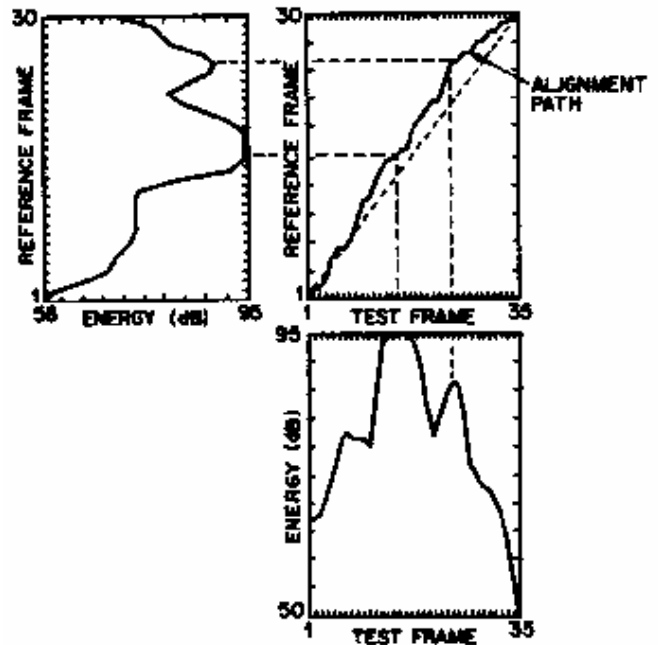 30
REFERENCE FRAME
1
55
95
ENERGY (dB)
30
REFERENCE FRAME
1
1
35
TEST FRAME
ALIGNMENT
PATH
95
ENERGY (dB)
50
1
35
TEST FRAME